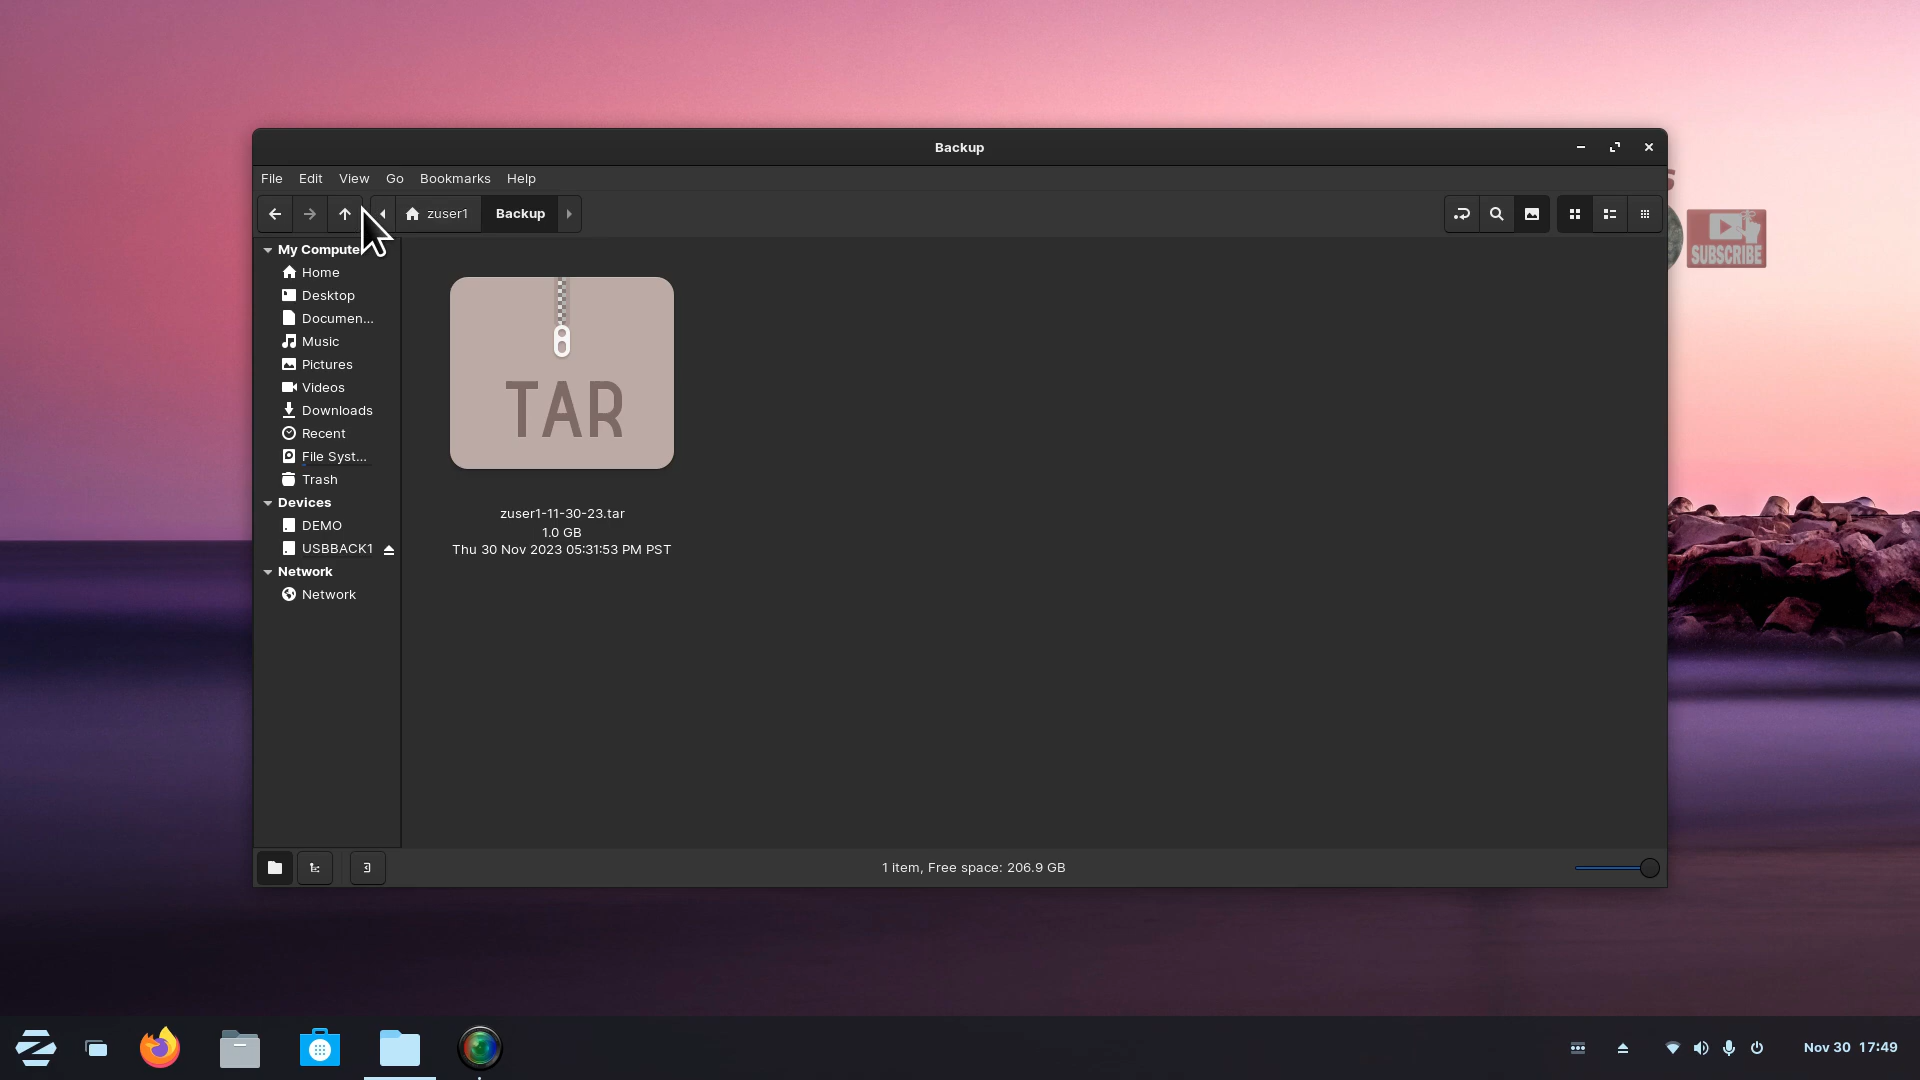 Backup
File Edit View Go Bookmarks Help
zuser1 Backup
My Compute
Home
Desktop
Documen...
Music
Pictures
Videos
Downloads
Recent
File Syst...
Trash
Devices
DEMO
USBBACK1
Network
Network
TAR
zuser1-11-30-23.tar
1.0 GB
Thu 30 Nov 2023 05:31:53 PM PST
SUBSCRIBE
1 item, Free space: 206.9 GB
Nov 30 17:49